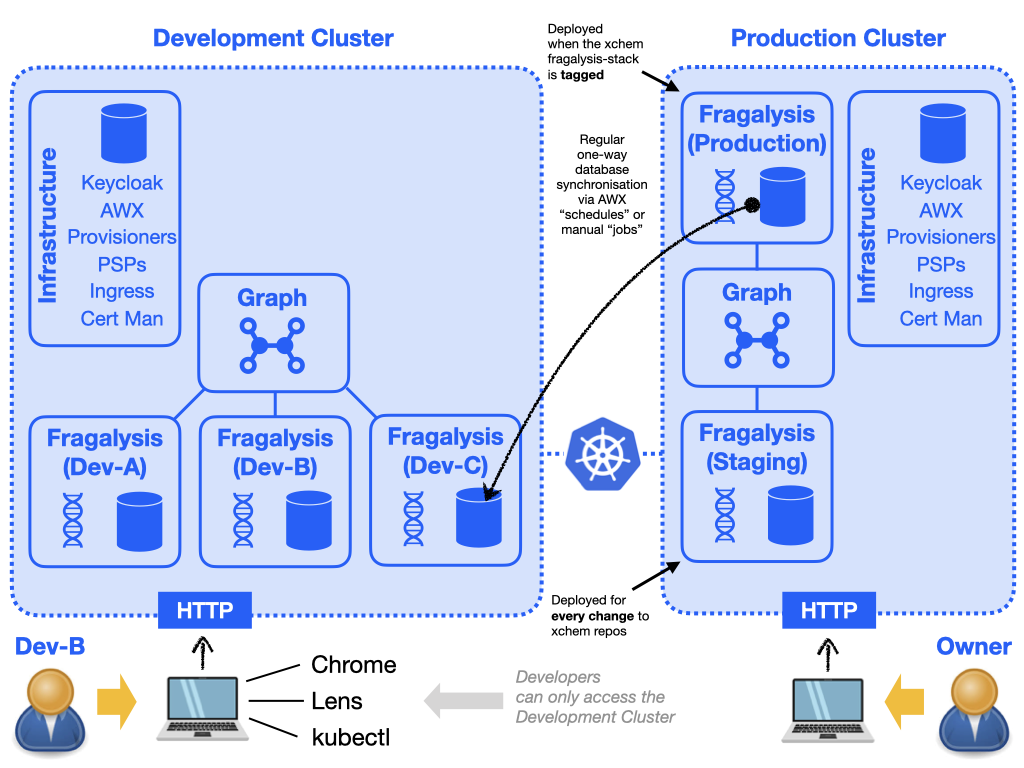 Development Cluster
Infrastructure
Keycloak
AWX
Provisioners
PSPs
Ingress
Cert Man
Graph
Fragalysis
(Dev-A)
Fragalysis
(Dev-B)
Fragalysis
(Dev-C)
HTTP
Deployed
when the xchem
fragalysis-stack
is tagged
Regular
one-way
database
synchronisation
via AWX
“schedules” or
manual “jobs”
Production Cluster
Fragalysis
(Production)
Graph
Fragalysis
(Staging)
Infrastructure
Keycloak
AWX
Provisioners
PSPs
Ingress
Cert Man
Deployed for
every change to
xchem repos
HTTP
Dev-B
Chrome
Lens
kubectl
Developers
can only access the
Development Cluster
Owner